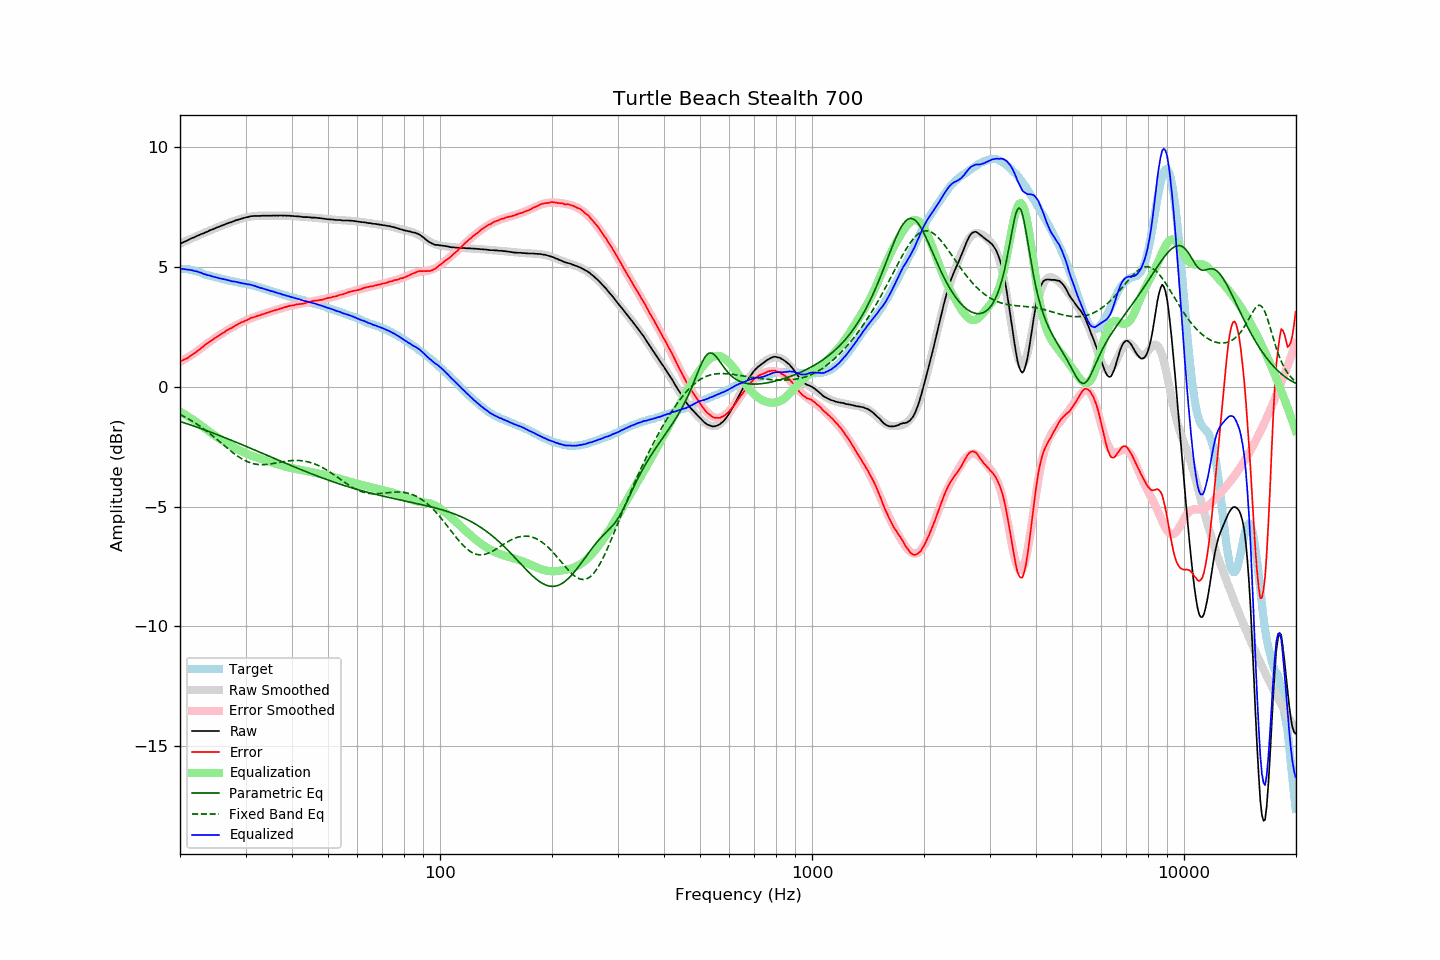 Turtle Beach Stealth 700
Amplitude (dBr)
10
5
0
−5
−10
−15
Target
Raw Smoothed
Error Smoothed
Raw
Error
Equalization
Parametric Eq
Fixed Band Eq
Equalized
100
1000
10000
Frequency (Hz)